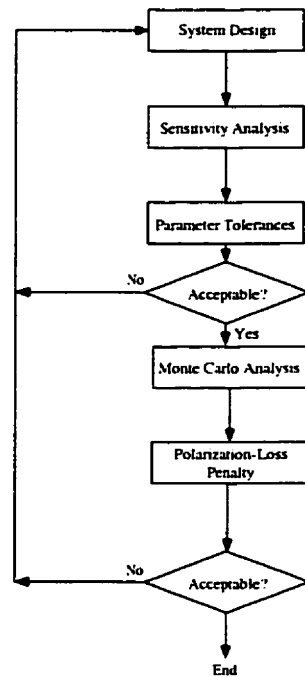 System Design
Sensitivity Analysis
Parameter Tolerances
No
Acceptable?
Yes
Monte Carlo Analysis
Polarization-Loss
Penalty
No
Acceptable?
End